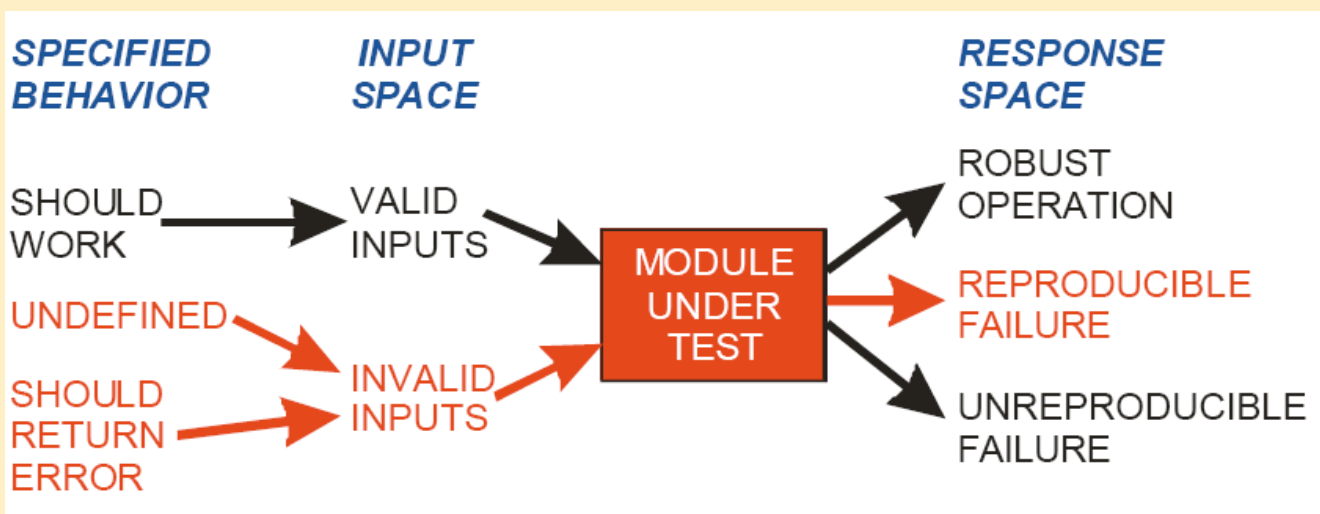 SPECIFIED
BEHAVIOR
INPUT
SPACE
RESPONSE
SPACE
SHOULD
WORK
VALID
INPUTS
UNDEFINED
SHOULD
RETURN
ERROR
INVALID
INPUTS
MODULE
UNDER
TEST
ROBUST
OPERATION
REPRODUCIBLE
FAILURE
UNREPRODUCIBLE
FAILURE